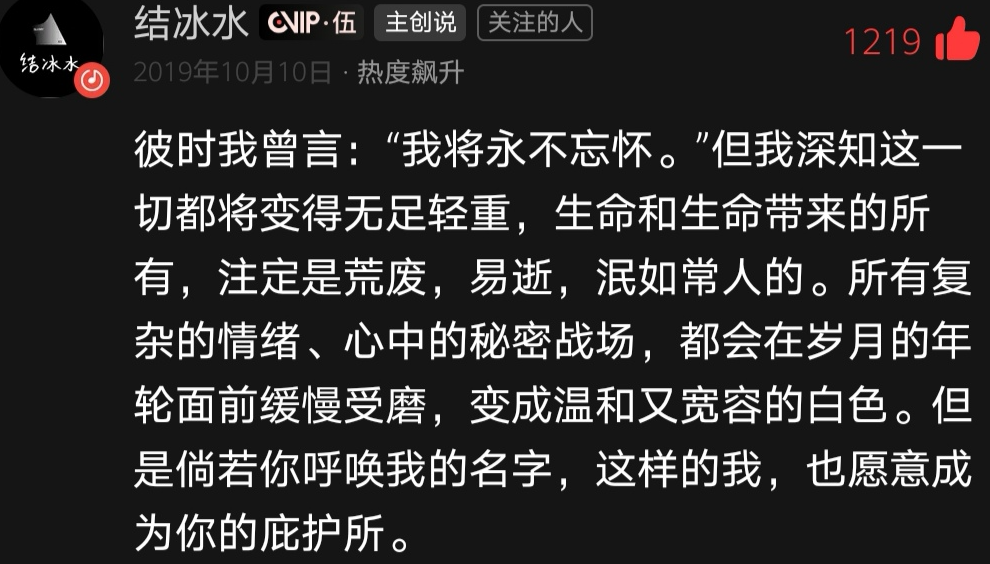 结冰水 VIP·伍 主创说 关注的人
1219
2019年10月10日 · 热度飙升
结冰水
彼时我曾言：“我将永不忘怀。”但我深知这一
切都将变得无足轻重，生命和生命带来的所
有，注定是荒废，易逝，泯如常人的。所有复
杂的情绪、心中的秘密战场，都会在岁月的年
轮面前缓慢受磨，变成温和又宽容的白色。但
是倘若你呼唤我的名字，这样的我，也愿意成
为你的庇护所。